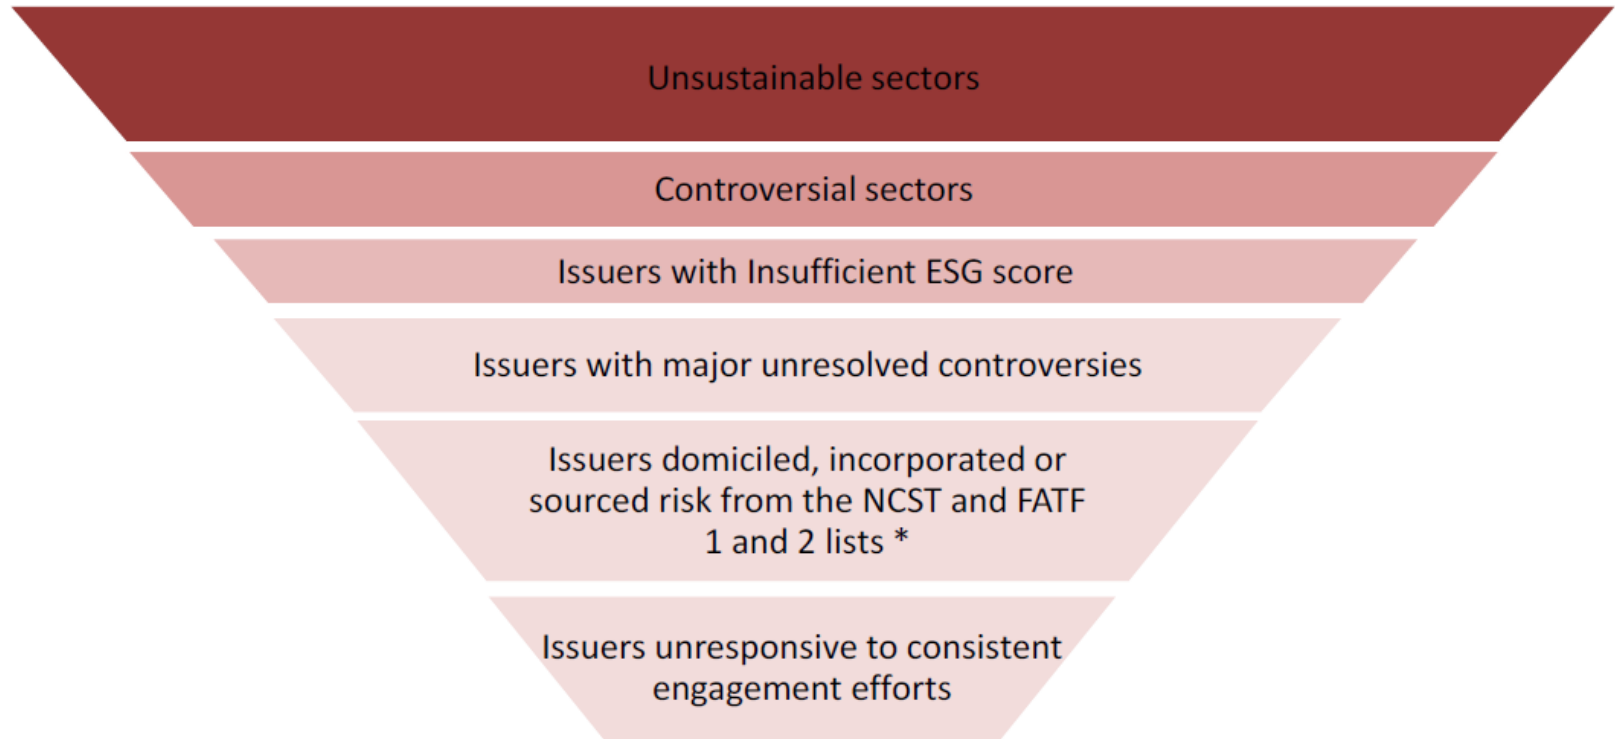 Unsustainable sectors
Controversial sectors
Issuers with Insufficient ESG score
Issuers with major unresolved controversies
Issuers domiciled, incorporated or
sourced risk from the NCST and FATF
1 and 2 lists *
Issuers unresponsive to consistent
engagement efforts